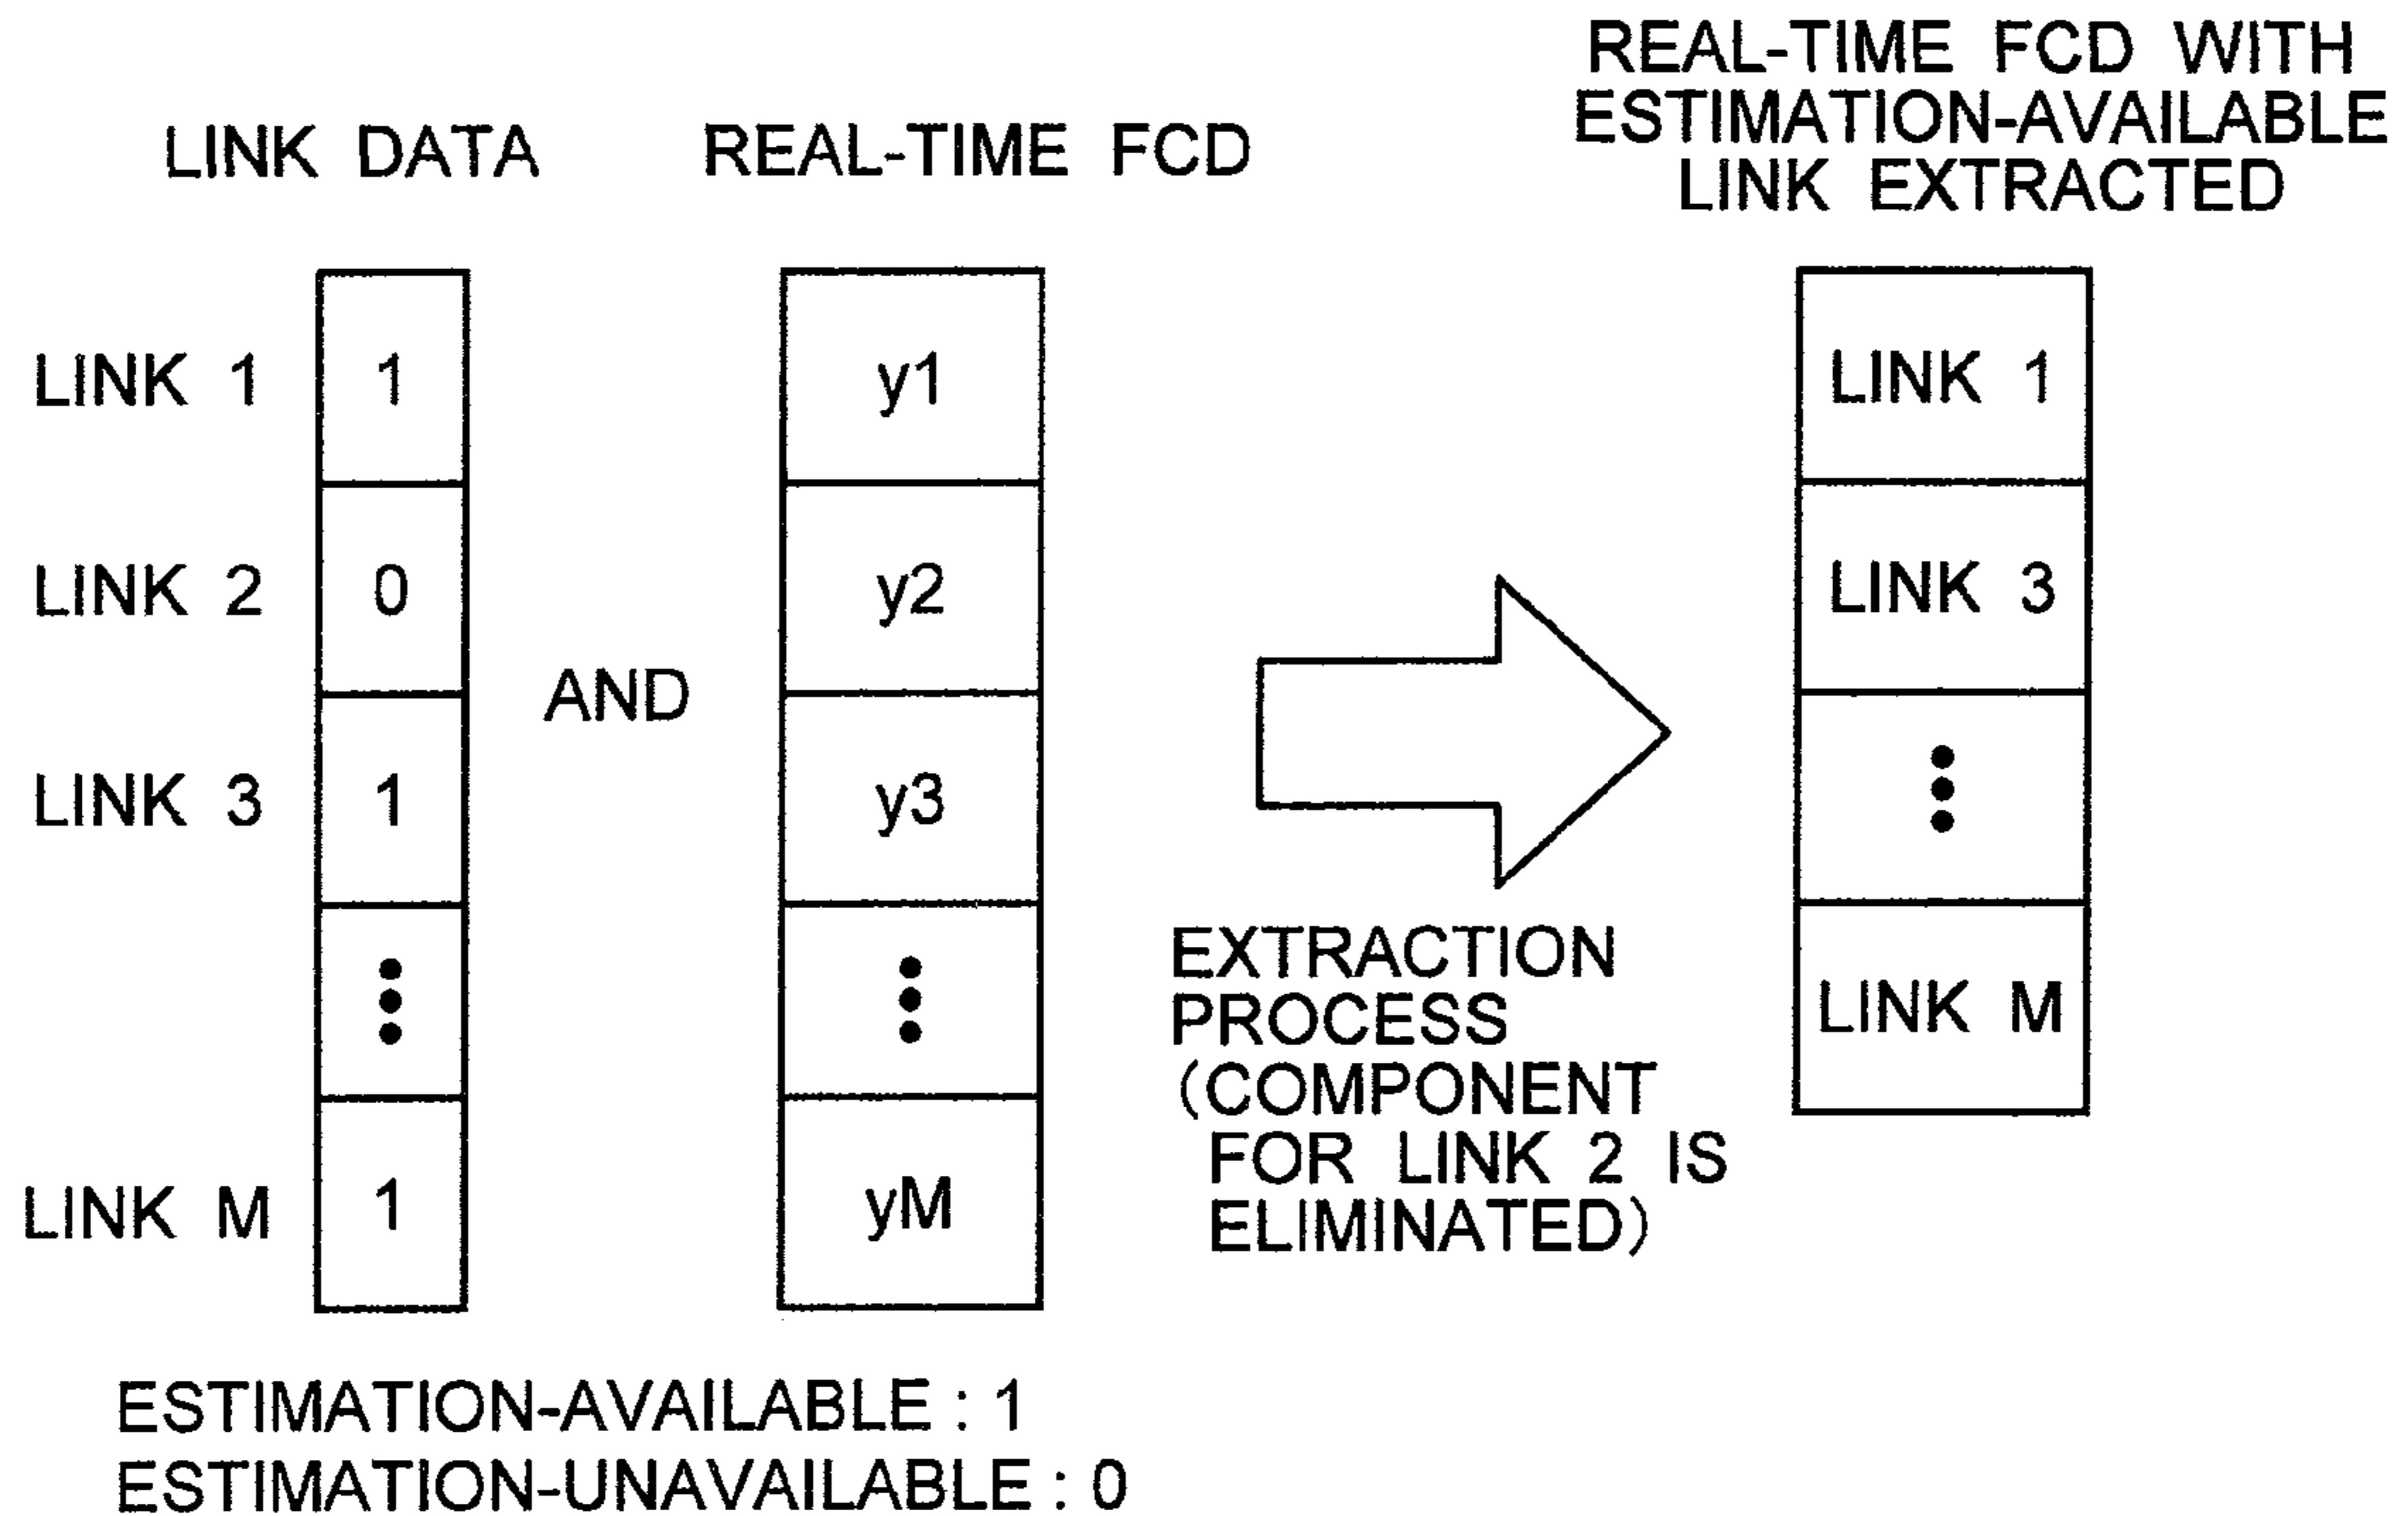 REAL-TIME FCD WITH
ESTIMATION-AVAILABLE
LINK EXTRACTED
LINK DATA
REAL-TIME FCD
LINK 1
1
y1
LINK 1
LINK 2
0
y2
LINK 3
AND
LINK 3
1
y3
LINK M
1
yM
LINK M
EXTRACTION
PROCESS
(COMPONENT
FOR LINK 2 IS
ELIMINATED)
ESTIMATION-AVAILABLE : 1
ESTIMATION-UNAVAILABLE : 0